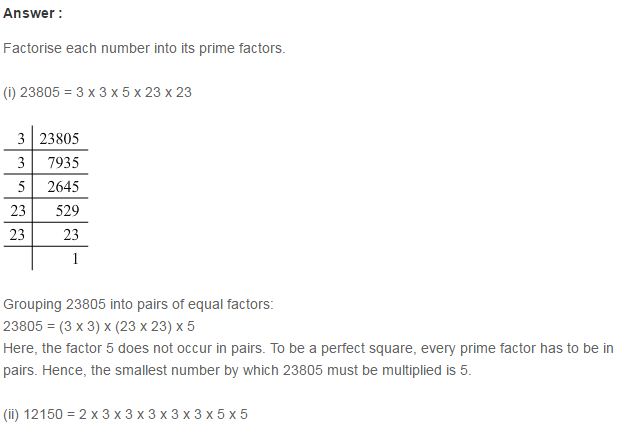 Answer :
Factorise each number into its prime factors.
(i) 23805 = 3 x 3 x 5 x 23 x 23
3 23805
3 7935
5 2645
23 529
23 23
1
Grouping 23805 into pairs of equal factors:
23805 = (3 x 3) x (23 x 23) x 5
Here, the factor 5 does not occur in pairs. To be a perfect square, every prime factor has to be in
pairs. Hence, the smallest number by which 23805 must be multiplied is 5.
(ii) 12150 = 2 x 3 x 3 x 3 x 3 x 3 x 5 x 5